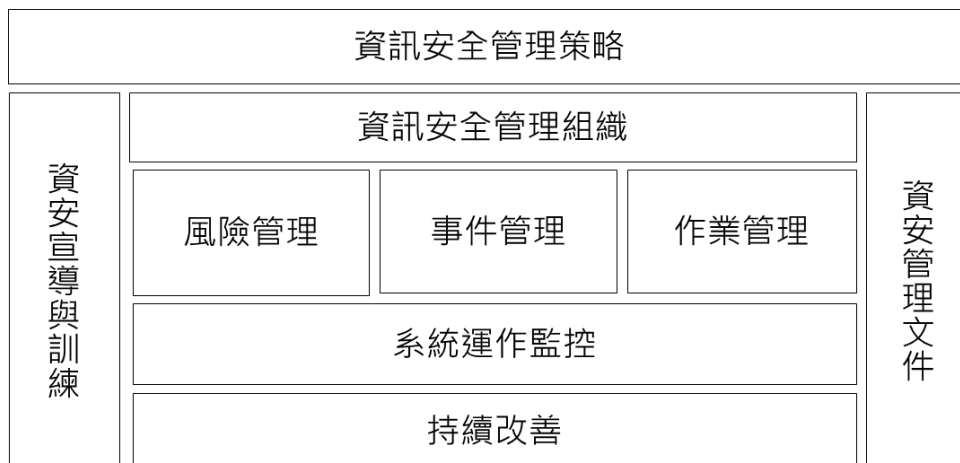 資訊安全管理策略
資安宣導與訓練
資訊安全管理組織
風險管理
事件管理
作業管理
系統運作監控
持續改善
資安管理文件